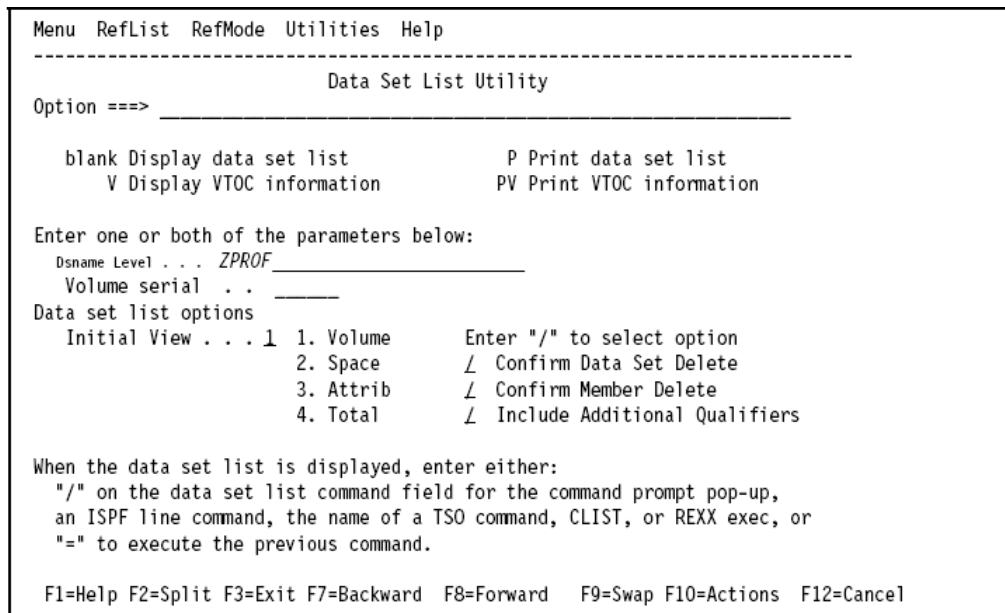 Menu RefList RefMode Utilities Help
------------------------------------------------------------------------------
Data Set List Utility
Option ===> ____________________________________________________________
blank Display data set list P Print data set list
V Display VTOC information PV Print VTOC information
Enter one or both of the parameters below:
Dsname Level . . . ZPROF________________________
Volume serial . . ______
Data set list options
Initial View . . . 1 1. Volume Enter "/" to select option
2. Space / Confirm Data Set Delete
3. Attrib / Confirm Member Delete
4. Total / Include Additional Qualifiers
When the data set list is displayed, enter either:
"/" on the data set list command field for the command prompt pop-up,
an ISPF line command, the name of a TSO command, CLIST, or REXX exec, or
"=" to execute the previous command.
F1=Help F2=Split F3=Exit F7=Backward F8=Forward F9=Swap F10=Actions F12=Cancel